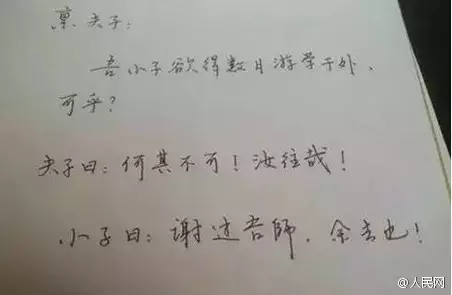 禀夫子：
吾小子欲得数日游学于外、
可乎？
夫子曰：何其不可！汝往哉！
小子曰：谢过吾师，余去也！
@人民网